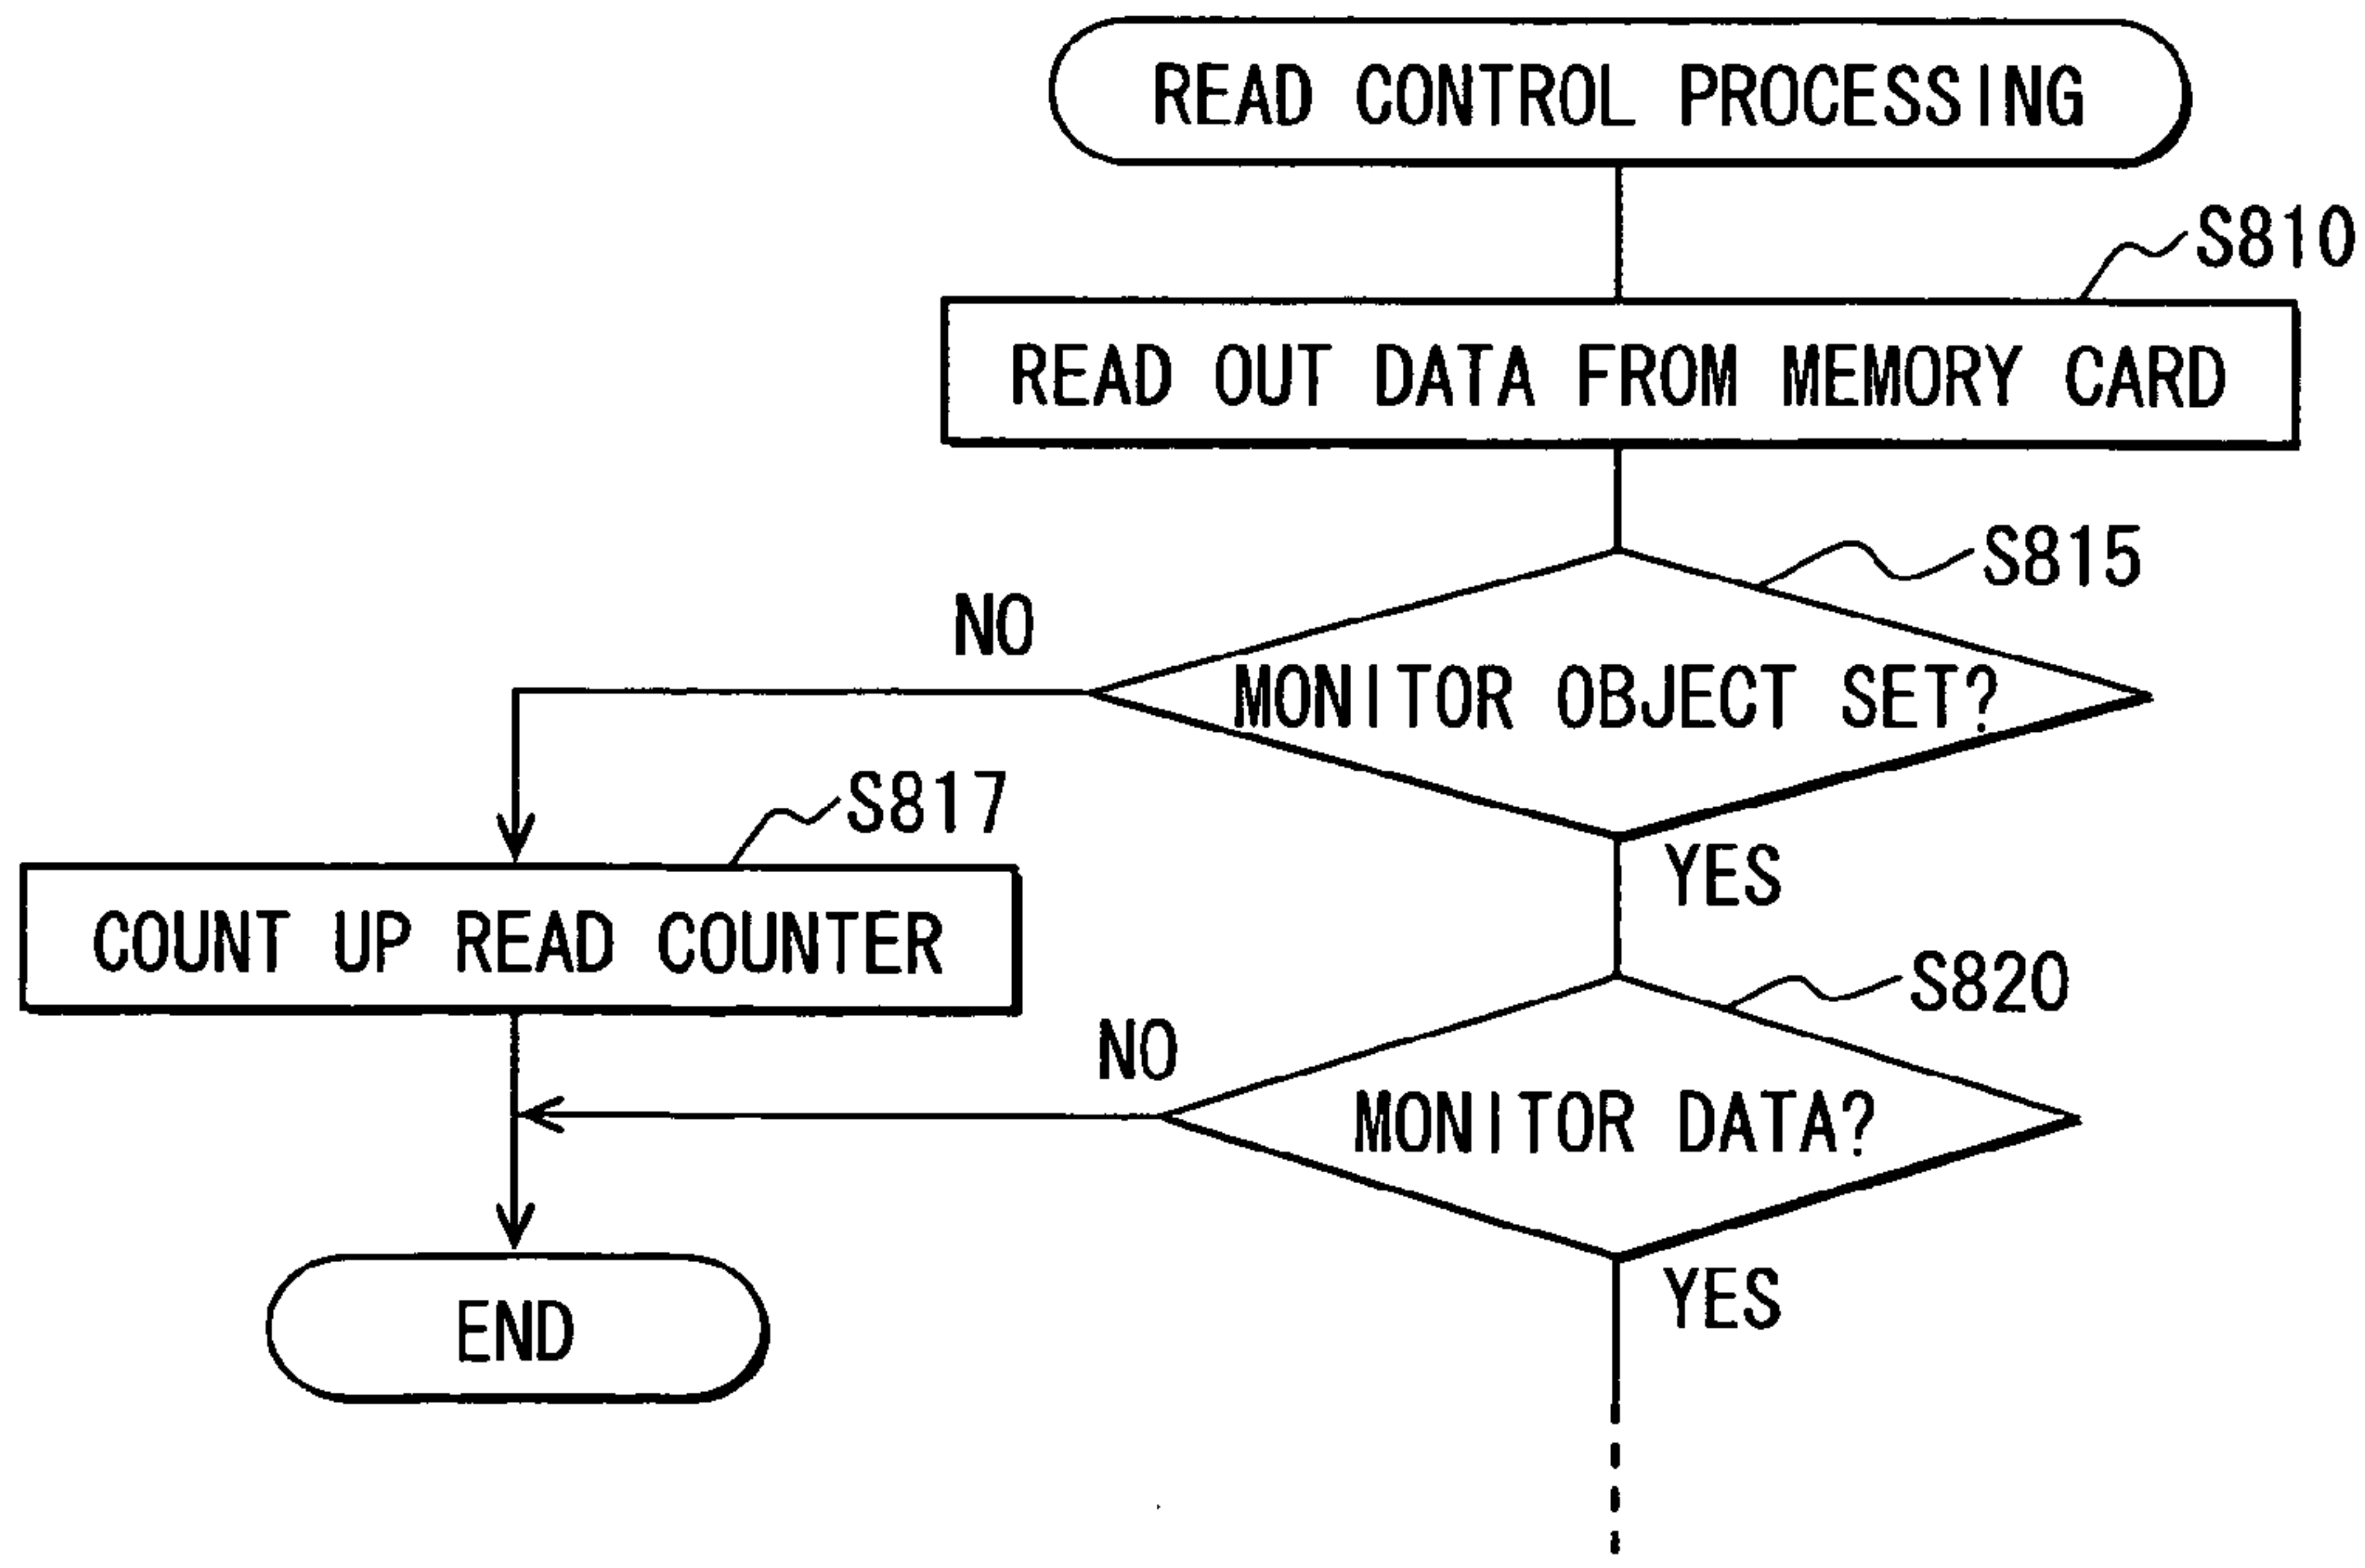 READ CONTROL PROCESSING
S810
READ OUT DATA FROM MEMORY CARD
S815
NO
MONITOR OBJECT SET?
S817
YES
COUNT UP READ COUNTER
S820
NO
MONITOR DATA?
YES
END